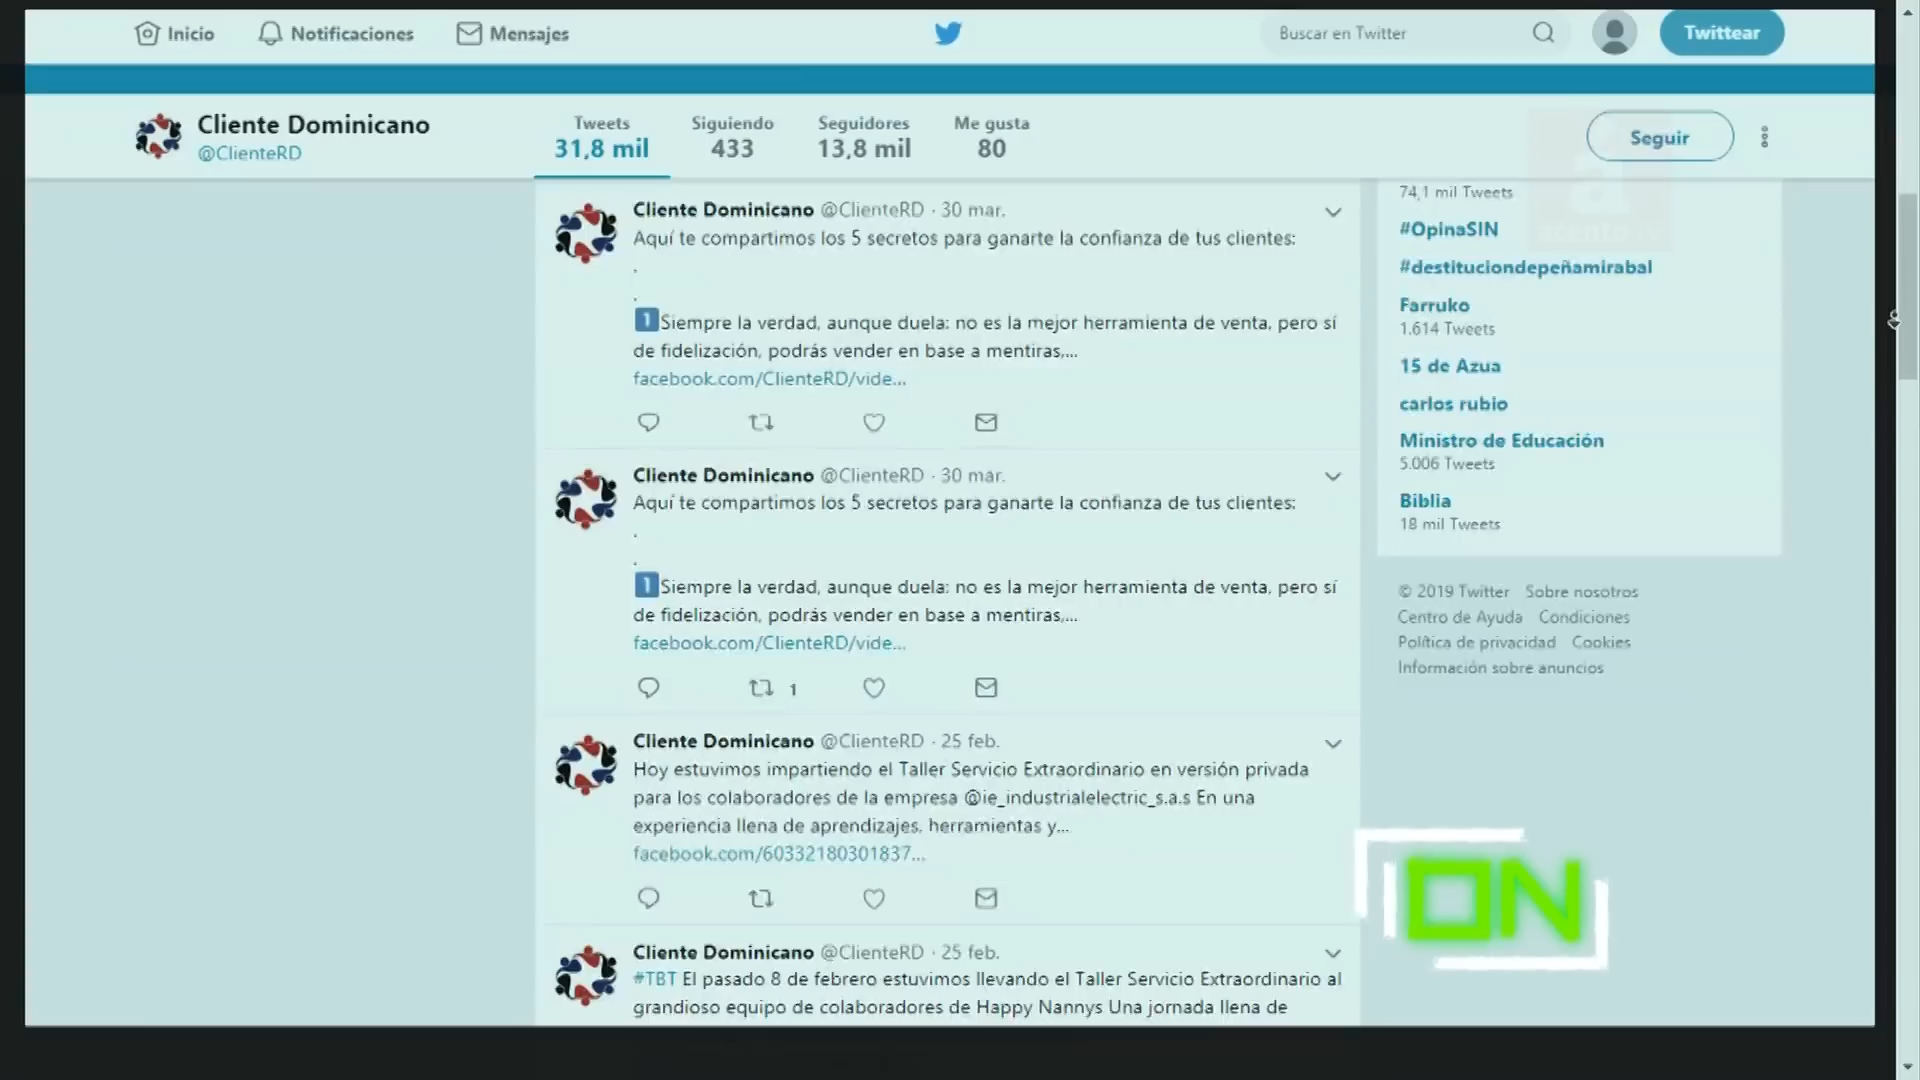 Inicio
Notificaciones
Mensajes
Buscar en Twitter
Twittear
Cliente Dominicano
@ClienteRD
Tweets
31,8 mil
Siguiendo
433
Seguidores
13,8 mil
Me gusta
80
Seguir
Cliente Dominicano @ClienteRD · 30 mar.
Aquí te compartimos los 5 secretos para ganarte la confianza de tus clientes:
.
.
1 Siempre la verdad, aunque duela: no es la mejor herramienta de venta, pero sí
de fidelización, podrás vender en base a mentiras,...
facebook.com/ClienteRD/vide...
Cliente Dominicano @ClienteRD · 30 mar.
Aquí te compartimos los 5 secretos para ganarte la confianza de tus clientes:
.
.
1 Siempre la verdad, aunque duela: no es la mejor herramienta de venta, pero sí
de fidelización, podrás vender en base a mentiras,...
facebook.com/ClienteRD/vide...
1
Cliente Dominicano @ClienteRD · 25 feb.
Hoy estuvimos impartiendo el Taller Servicio Extraordinario en versión privada
para los colaboradores de la empresa @ie_industrialelectric_s.a.s En una
experiencia llena de aprendizajes, herramientas y...
facebook.com/60332180301837...
Cliente Dominicano @ClienteRD · 25 feb.
#TBT El pasado 8 de febrero estuvimos llevando el Taller Servicio Extraordinario al
grandioso equipo de colaboradores de Happy Nannys Una jornada llena de
74,1 mil Tweets
#OpinaSIN
#destituciondepeñamirabal
Farruko
1.614 Tweets
15 de Azua
carlos rubio
Ministro de Educación
5.006 Tweets
Biblia
18 mil Tweets
© 2019 Twitter Sobre nosotros
Centro de Ayuda Condiciones
Política de privacidad Cookies
Información sobre anuncios
ON